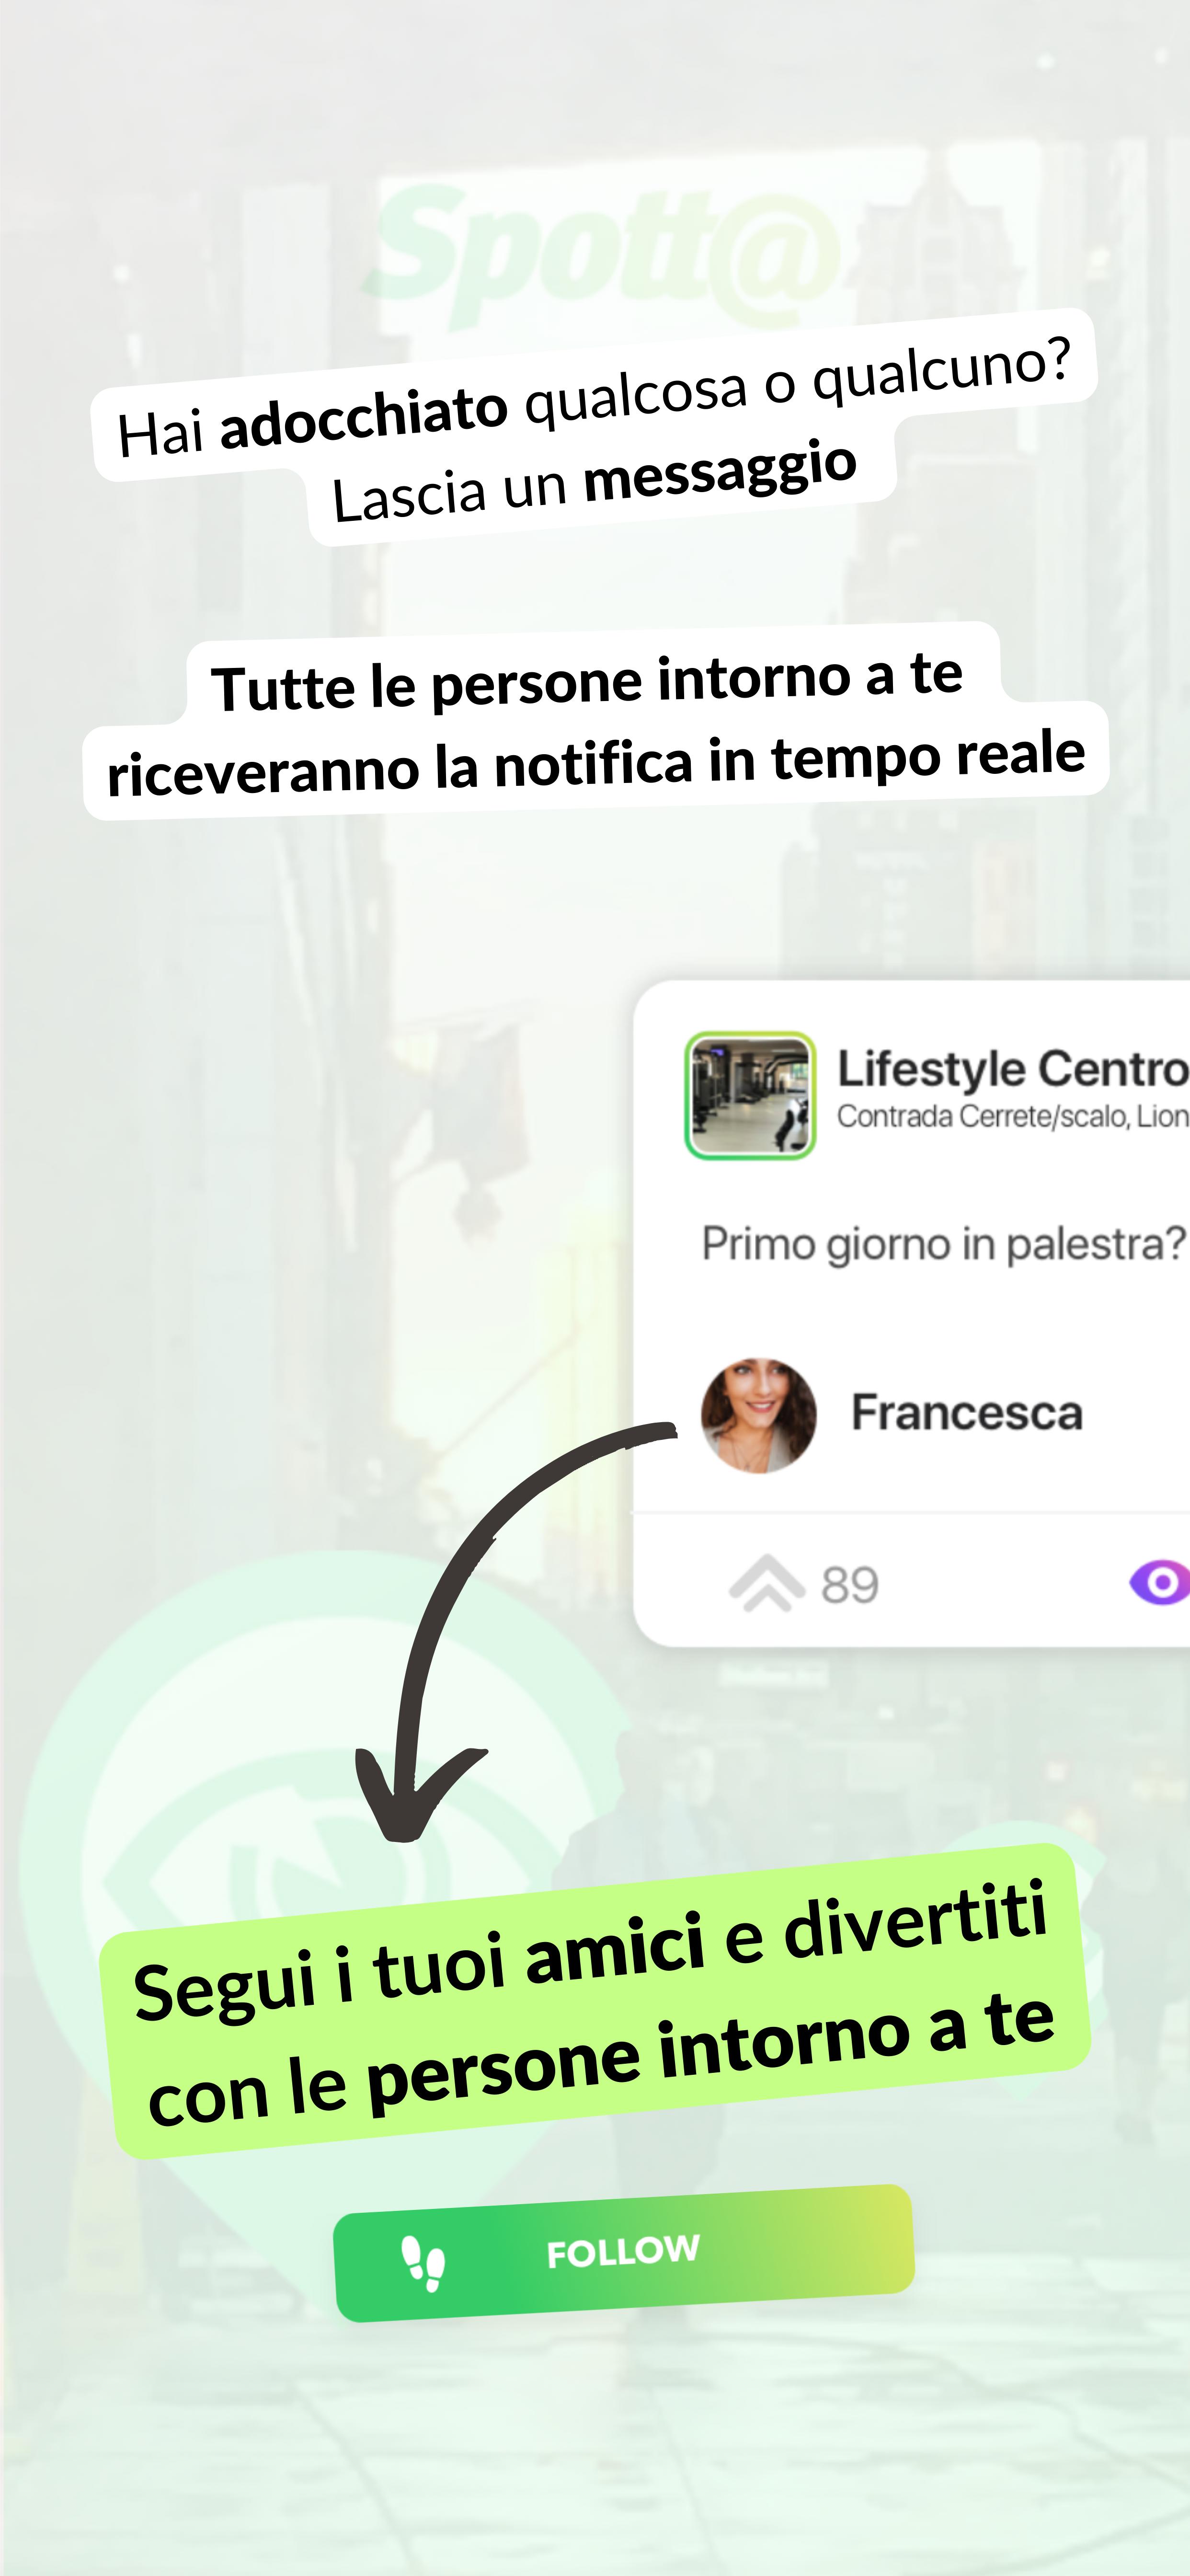 Spott@
Hai adocchiato qualcosa o qualcuno?
Lascia un messaggio
Tutte le persone intorno a te
riceveranno la notifica in tempo reale
Lifestyle Centro
Contrada Cerrete/scalo, Lion
Primo giorno in palestra?
Francesca
89
Segui i tuoi amici e divertiti
con le persone intorno a te
FOLLOW